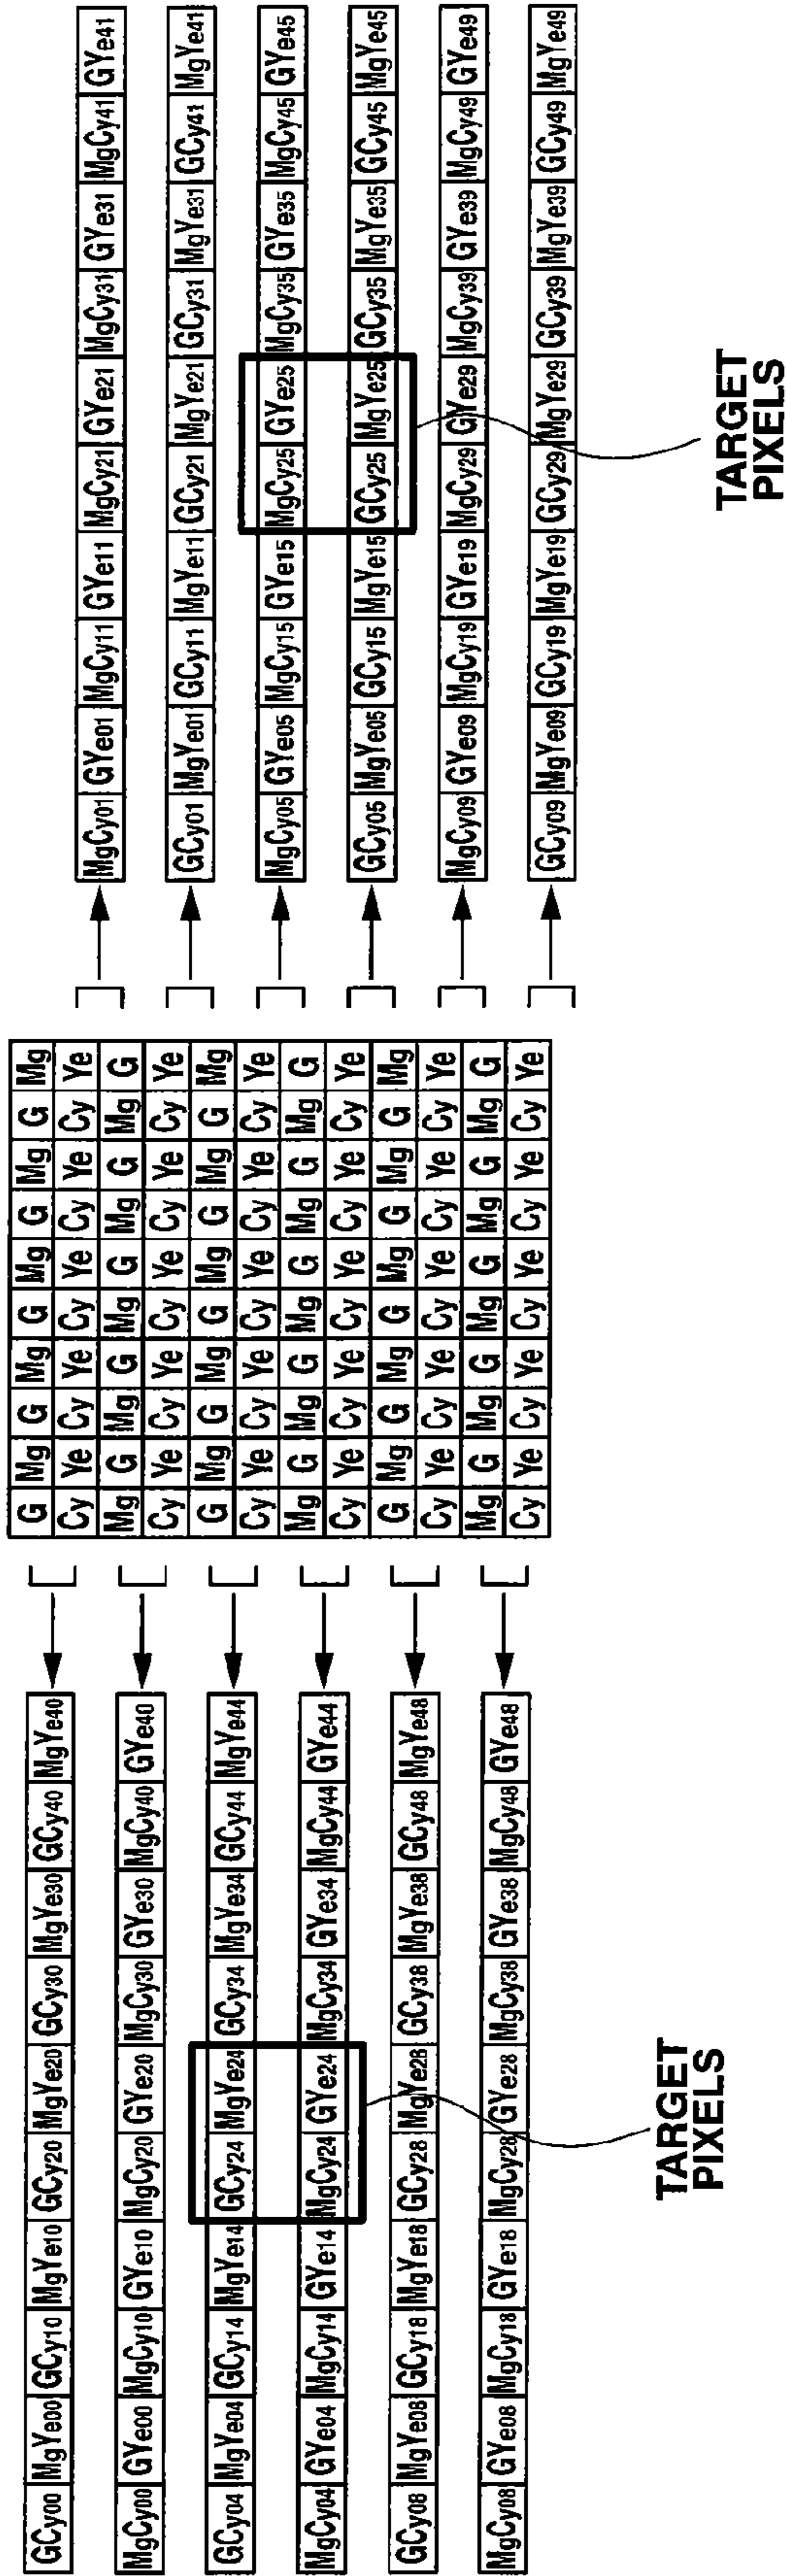 GCy00 MgYe00 GCy10 MgYe10 GCy20 MgYe20 GCy30 MgYe30 GCy40 MgYe40
MgCy00 GYe00 MgCy10 GYe10 MgCy20 GYe20 MgCy30 GYe30 MgCy40 GYe40
GCy04 MgYe04 GCy14 MgYe14 GCy24 MgYe24 GCy34 MgYe34 GCy44 MgYe44
MgCy04 GYe04 MgCy14 GYe14 MgCy24 GYe24 MgCy34 GYe34 MgCy44 GYe44
GCy08 MgYe08 GCy18 MgYe18 GCy28 MgYe28 GCy38 MgYe38 GCy48 MgYe48
MgCy08 GYe08 MgCy18 GYe18 MgCy28 GYe28 MgCy38 GYe38 MgCy48 GYe48
TARGET
PIXELS
G Mg G Mg G Mg G Mg G Mg
Cy Ye Cy Ye Cy Ye Cy Ye Cy Ye
Mg G Mg G Mg G Mg G Mg G
Cy Ye Cy Ye Cy Ye Cy Ye Cy Ye
G Mg G Mg G Mg G Mg G Mg
Cy Ye Cy Ye Cy Ye Cy Ye Cy Ye
Mg G Mg G Mg G Mg G Mg G
Cy Ye Cy Ye Cy Ye Cy Ye Cy Ye
G Mg G Mg G Mg G Mg G Mg
Cy Ye Cy Ye Cy Ye Cy Ye Cy Ye
Mg G Mg G Mg G Mg G Mg G
Cy Ye Cy Ye Cy Ye Cy Ye Cy Ye
MgCy01 GYe01 MgCy11 GYe11 MgCy21 GYe21 MgCy31 GYe31 MgCy41 GYe41
GCy01 MgYe01 GCy11 MgYe11 GCy21 MgYe21 GCy31 MgYe31 GCy41 MgYe41
MgCy05 GYe05 MgCy15 GYe15 MgCy25 GYe25 MgCy35 GYe35 MgCy45 GYe45
GCy05 MgYe05 GCy15 MgYe15 GCy25 MgYe25 GCy35 MgYe35 GCy45 MgYe45
MgCy09 GYe09 MgCy19 GYe19 MgCy29 GYe29 MgCy39 GYe39 MgCy49 GYe49
GCy09 MgYe09 GCy19 MgYe19 GCy29 MgYe29 GCy39 MgYe39 GCy49 MgYe49
TARGET
PIXELS